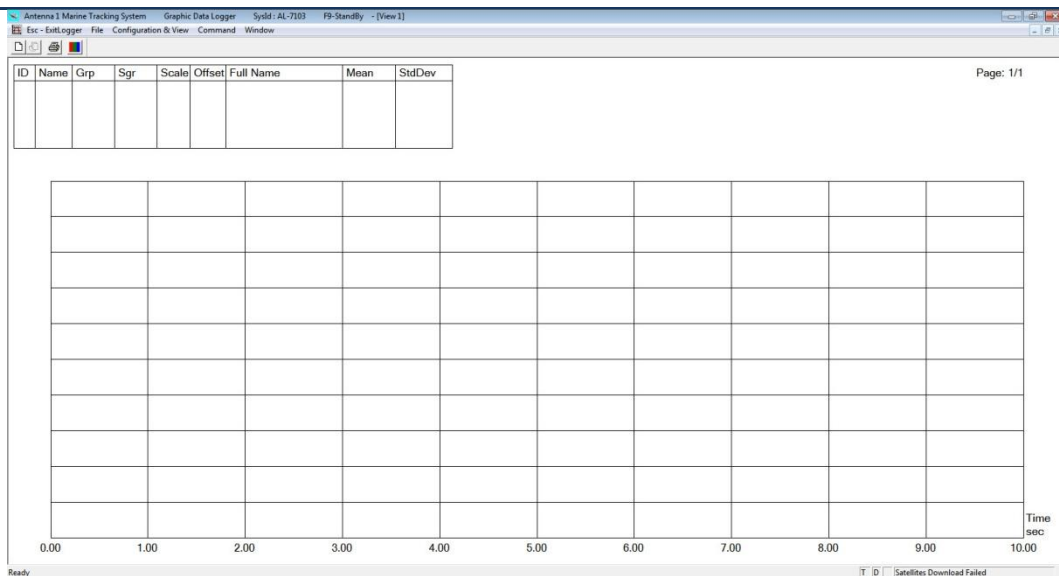 Antenna 1 Marine Tracking System Graphic Data Logger SysId : AL-7103 F9-StandBy - [View 1]
Esc - ExitLogger File Configuration & View Command Window
ID Name Grp Sgr Scale Offset Full Name Mean StdDev
Page: 1/1
Time
sec
0.00 1.00 2.00 3.00 4.00 5.00 6.00 7.00 8.00 9.00 10.00
Ready T D Satellites Download Failed